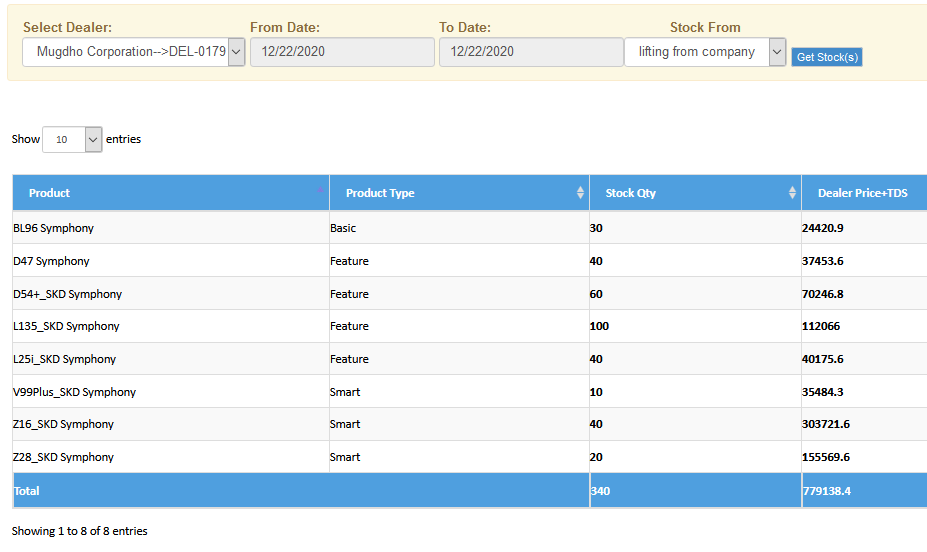 Select Dealer: From Date: To Date: Stock From
Mugdho Corporation-->DEL-0179 12/22/2020 12/22/2020 lifting from company Get Stock(s)
Show 10 entries
Product Product Type Stock Qty Dealer Price+TDS
BL96 Symphony Basic 30 24420.9
D47 Symphony Feature 40 37453.6
D54+_SKD Symphony Feature 60 70246.8
L135_SKD Symphony Feature 100 112066
L25i_SKD Symphony Feature 40 40175.6
V99Plus_SKD Symphony Smart 10 35484.3
Z16_SKD Symphony Smart 40 303721.6
Z28_SKD Symphony Smart 20 155569.6
Total 340 779138.4
Showing 1 to 8 of 8 entries